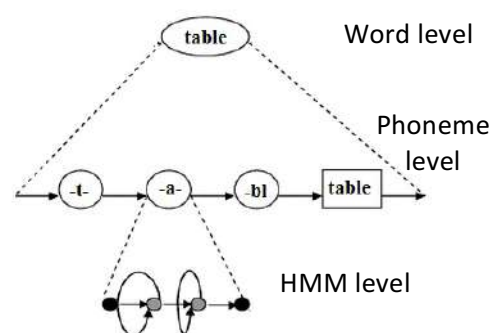 table
Word level
Phoneme
level
-t-
-a-
-bl
table
HMM level